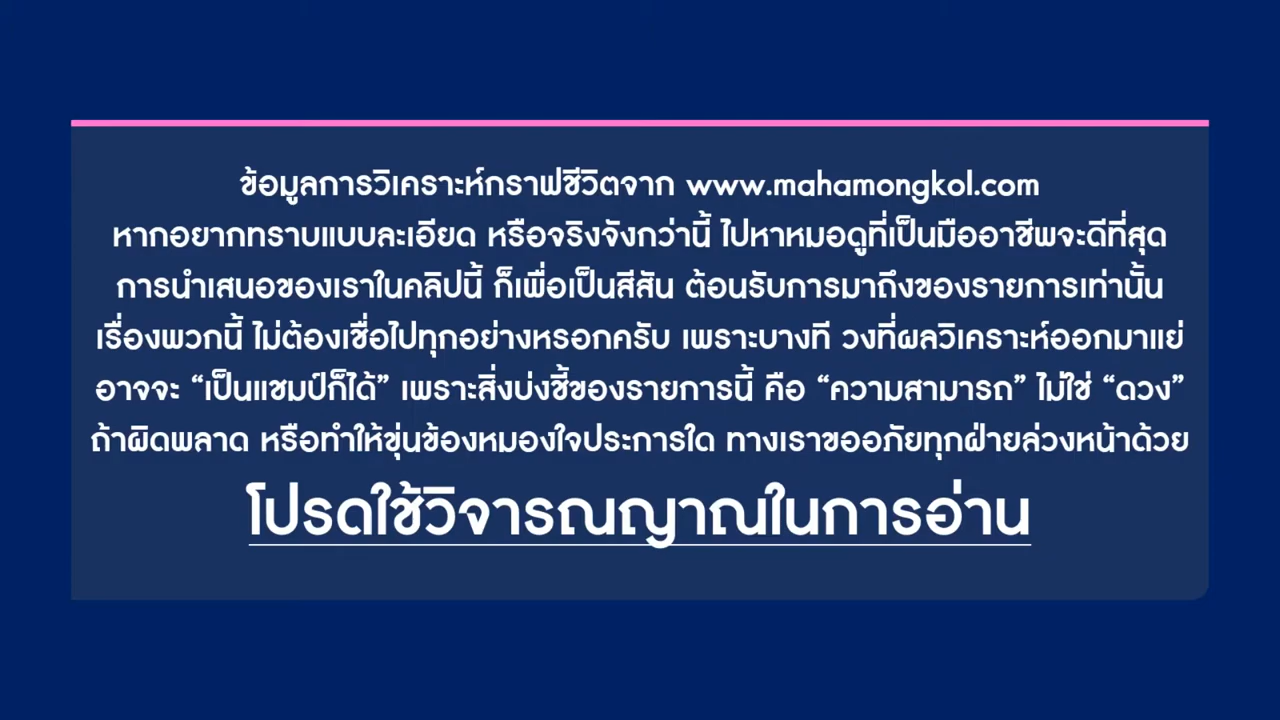 ข้อมูลการวิเคราะห์กราฟชีวิตจาก www.mahamongkol.com
หากอยากทราบแบบละเอียด หรือจริงจังกว่านี้ ไปหาหมอดูที่เป็นมืออาชีพจะดีที่สุด
การนำเสนอของเราในคลิปนี้ ก็เพื่อเป็นสีสัน ต้อนรับการมาถึงของรายการเท่านั้น
เรื่องพวกนี้ ไม่ต้องเชื่อไปทุกอย่างหรอกครับ เพราะบางที วงที่ผลวิเคราะห์ออกมาแย่
อาจจะ “เป็นแชมป์ก็ได้” เพราะสิ่งบ่งชี้ของรายการนี้ คือ “ความสามารถ” ไม่ใช่ “ดวง”
ถ้าผิดพลาด หรือทำให้ขุ่นข้องหมองใจประการใด ทางเราขออภัยทุกฝ่ายล่วงหน้าด้วย
โปรดใช้วิจารณญาณในการอ่าน